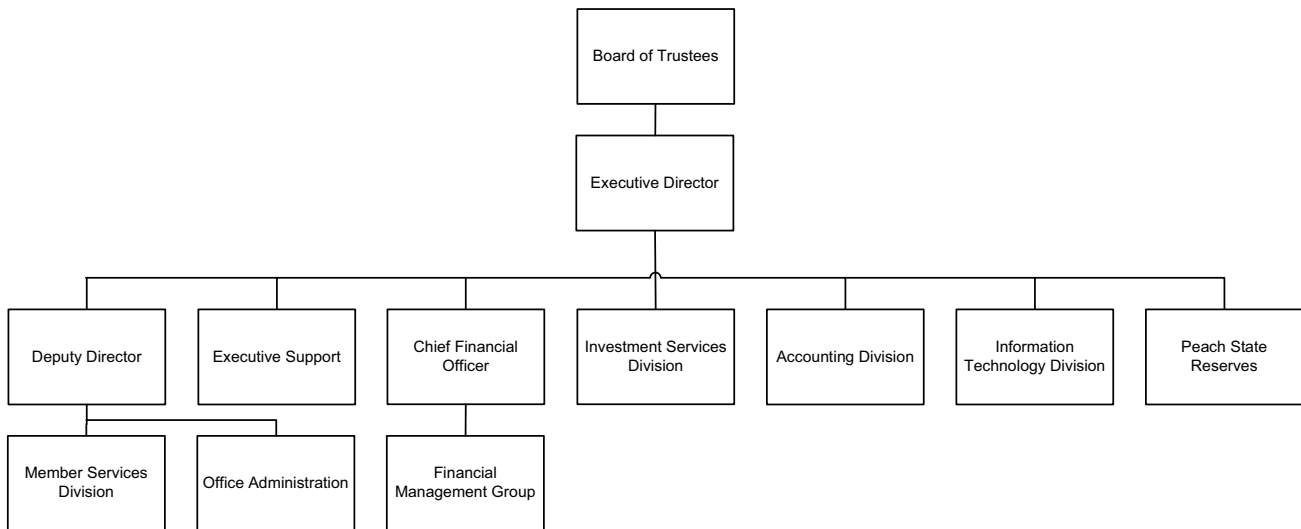 Board of Trustees
Executive Director
Deputy Director
Executive Support
Chief Financial
Officer
Investment Services
Division
Accounting Division
Information
Technology Division
Peach State
Reserves
Member Services
Division
Office Administration
Financial
Management Group